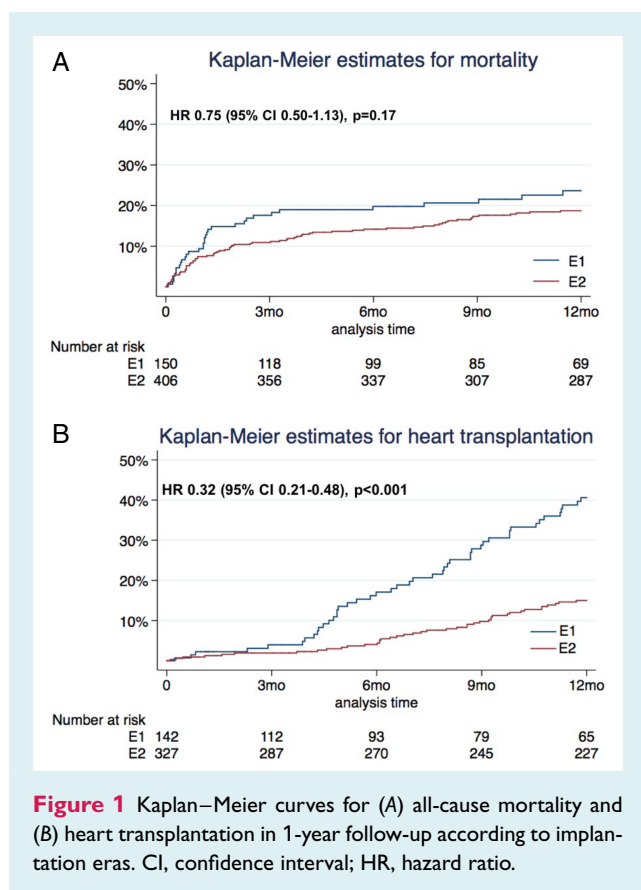 A
Kaplan-Meier estimates for mortality
50%
HR 0.75 (95% CI 0.50-1.13), p=0.17
40%
30%
20%
10%
E1
E2
0 3mo 6mo 9mo 12mo
analysis time
Number at risk
E1 150 118 99 85 69
E2 406 356 337 307 287
B
Kaplan-Meier estimates for heart transplantation
50%
HR 0.32 (95% CI 0.21-0.48), p<0.001
40%
30%
20%
10%
E1
E2
0 3mo 6mo 9mo 12mo
analysis time
Number at risk
E1 142 112 93 79 65
E2 327 287 270 245 227
Figure 1 Kaplan–Meier curves for (A) all-cause mortality and
(B) heart transplantation in 1-year follow-up according to implan-
tation eras. CI, confidence interval; HR, hazard ratio.